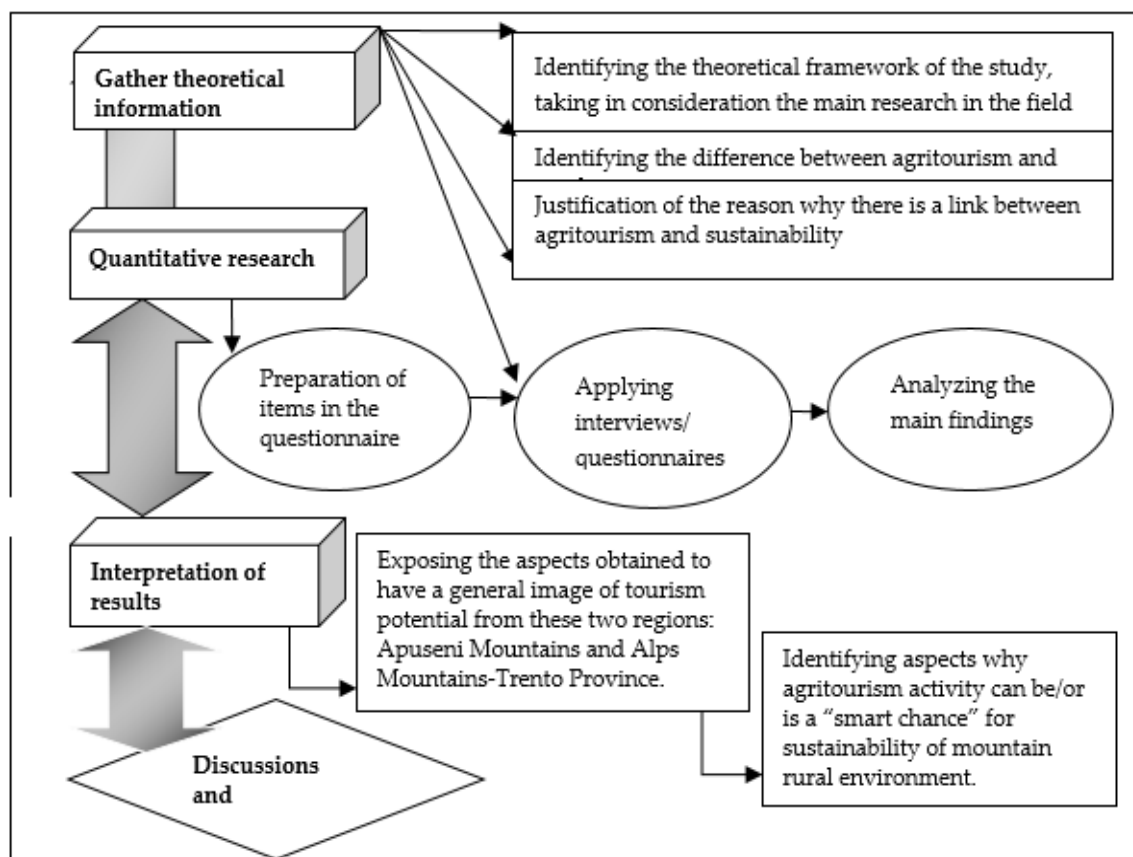 Gather theoretical
information
Identifying the theoretical framework of the study,
taking in consideration the main research in the field
Identifying the difference between agritourism and
Justification of the reason why there is a link between
agritourism and sustainability
Quantitative research
Preparation of
items in the
questionnaire
Applying
interviews/
questionnaires
Analyzing the
main findings
Interpretation of
results
Exposing the aspects obtained to
have a general image of tourism
potential from these two regions:
Apuseni Mountains and Alps
Mountains-Trento Province.
Identifying aspects why
agritourism activity can be/or
is a “smart chance” for
sustainability of mountain
rural environment.
Discussions
and